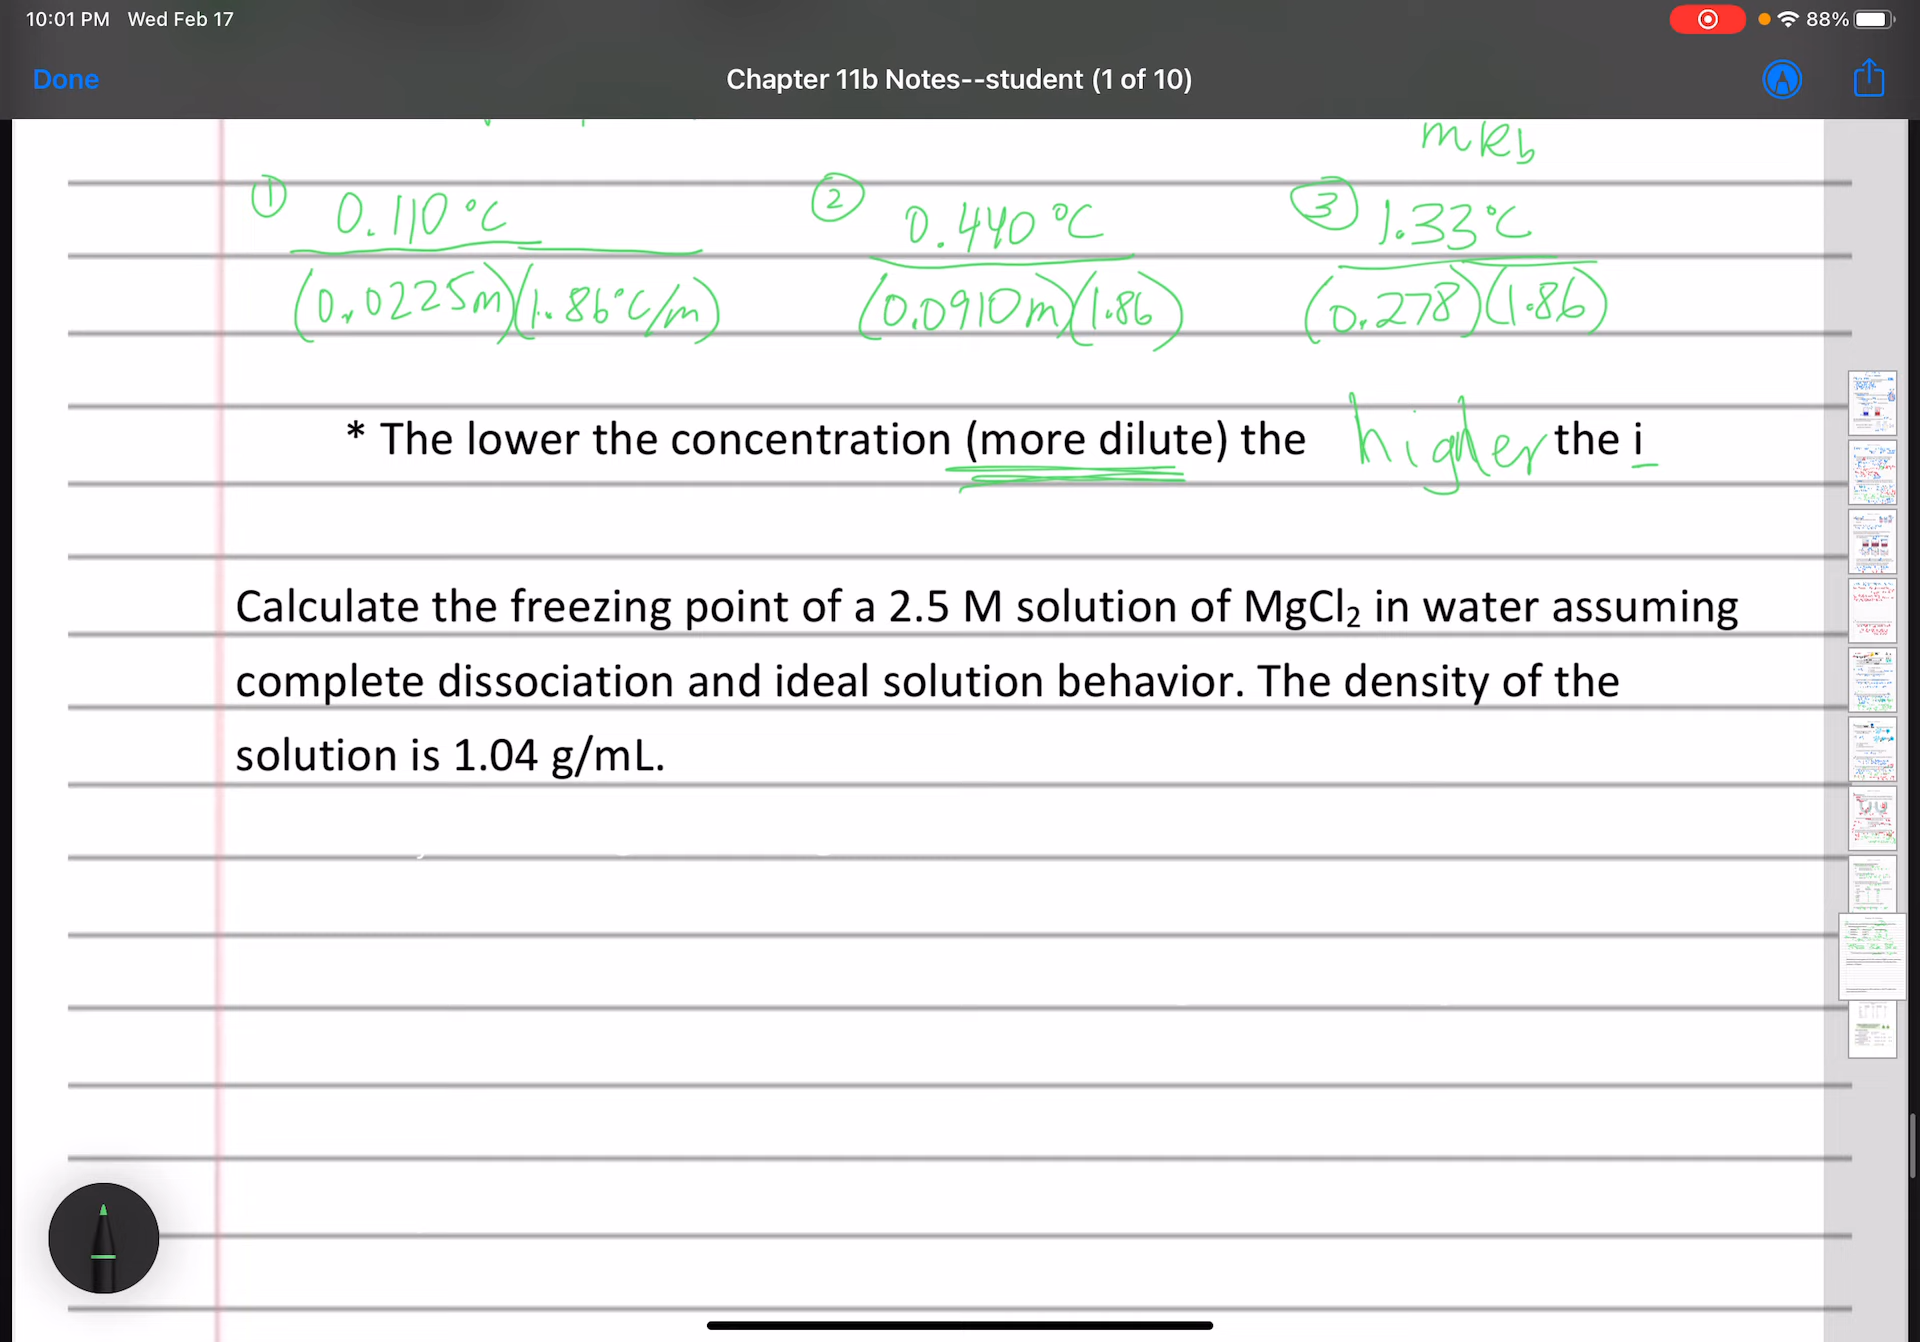 10:01 PM Wed Feb 17
88%
Done
Chapter 11b Notes--student (1 of 10)
mKb
① 0.110 °C ② 0.440 °C ③ 1.33 °C
(0.0225m)(1.86°C/m) (0.0910m)(1.86) (0.278)(1.86)
* The lower the concentration (more dilute) the higher the i
Calculate the freezing point of a 2.5 M solution of MgCl₂ in water assuming
complete dissociation and ideal solution behavior. The density of the
solution is 1.04 g/mL.